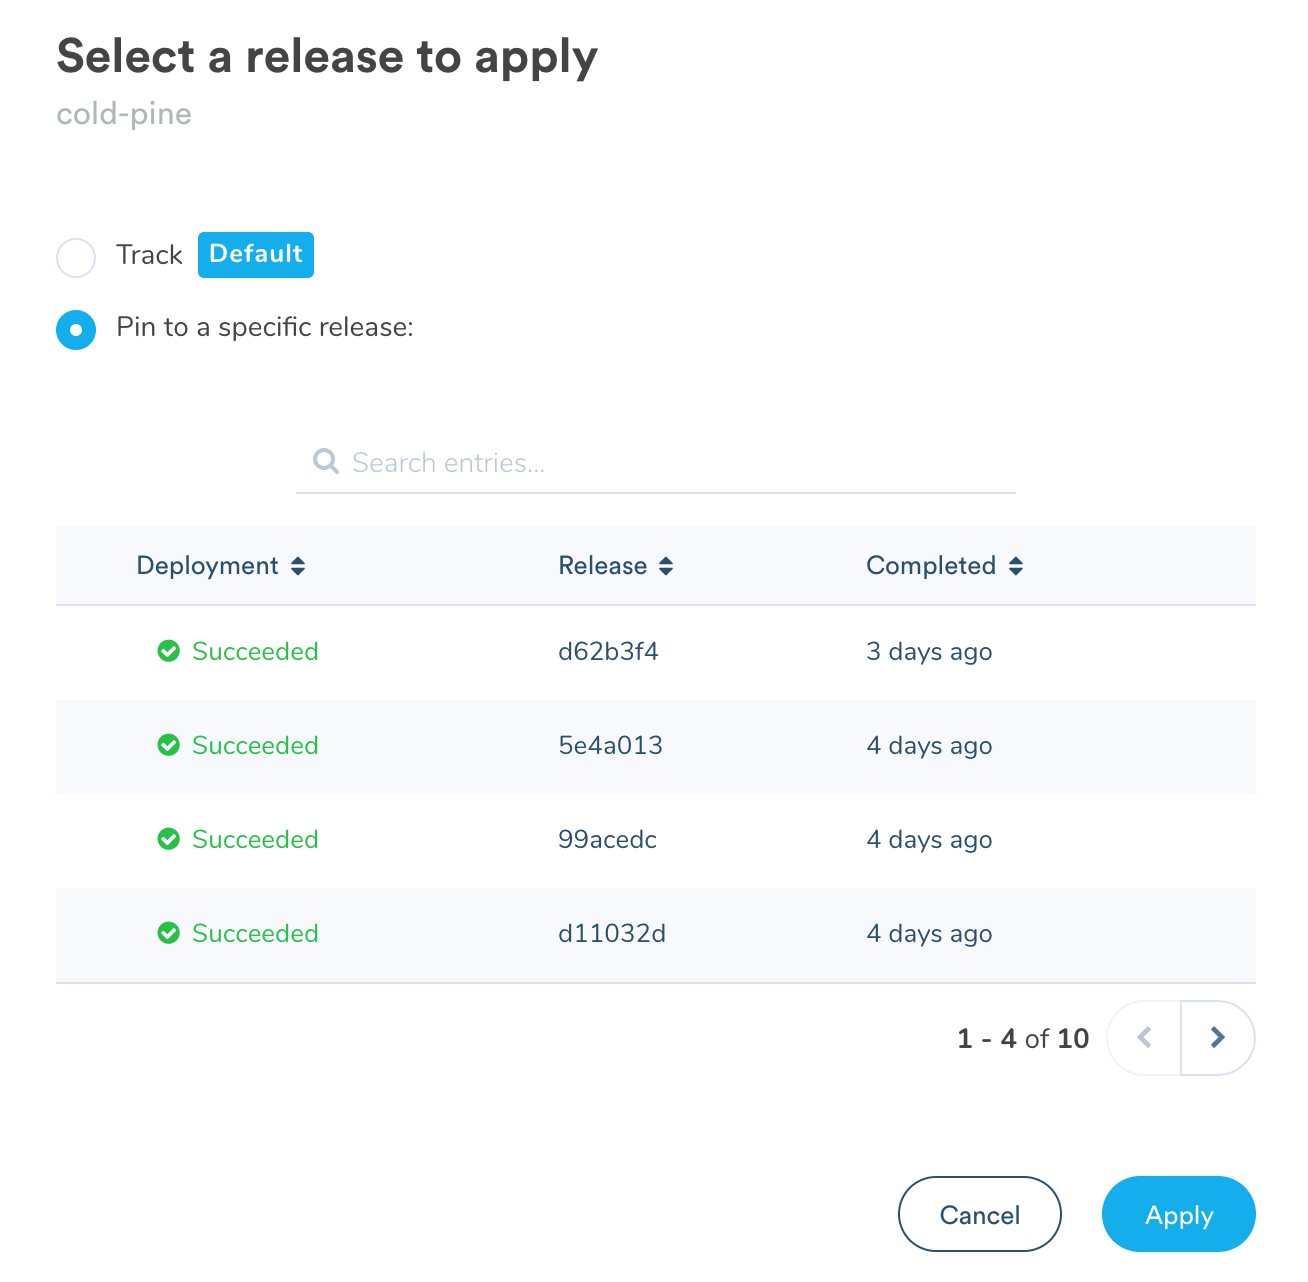 Select a release to apply
cold-pine
Track Default
Pin to a specific release:
Search entries...
Deployment Release Completed
Succeeded d62b3f4 3 days ago
Succeeded 5e4a013 4 days ago
Succeeded 99acedc 4 days ago
Succeeded d11032d 4 days ago
1 - 4 of 10
Cancel Apply